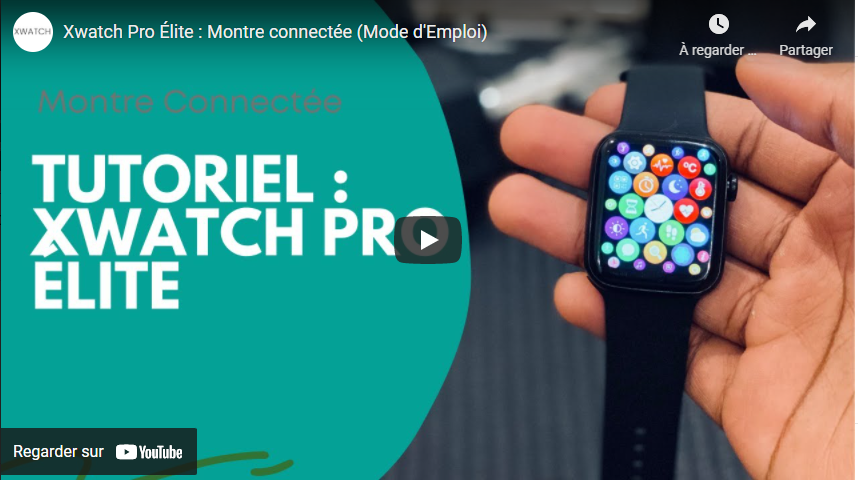 XWATCH
Xwatch Pro Élite : Montre connectée (Mode d'Emploi)
À regarder ...
Partager
Montre Connectée
TUTORIEL :
XWATCH PRO
ÉLITE
°C
Regarder sur YouTube